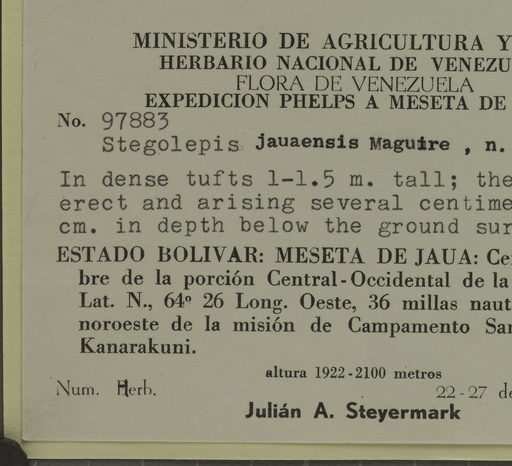 MINISTERIO DE AGRICULTURA Y
HERBARIO NACIONAL DE VENEZU
FLORA DE VENEZUELA
EXPEDICION PHELPS A MESETA DE
No. 97883
Stegolepis jauaensis Maguire , n.
In dense tufts 1-1.5 m. tall; the
erect and arising several centime
cm. in depth below the ground sur
ESTADO BOLIVAR: MESETA DE JAUA: Ce
bre de la porción Central-Occidental de la
Lat. N., 64º 26 Long. Oeste, 36 millas naut
noroeste de la misión de Campamento Sa
Kanarakuni.
altura 1922-2100 metros
Num. Herb. 22-27 de
Julián A. Steyermark